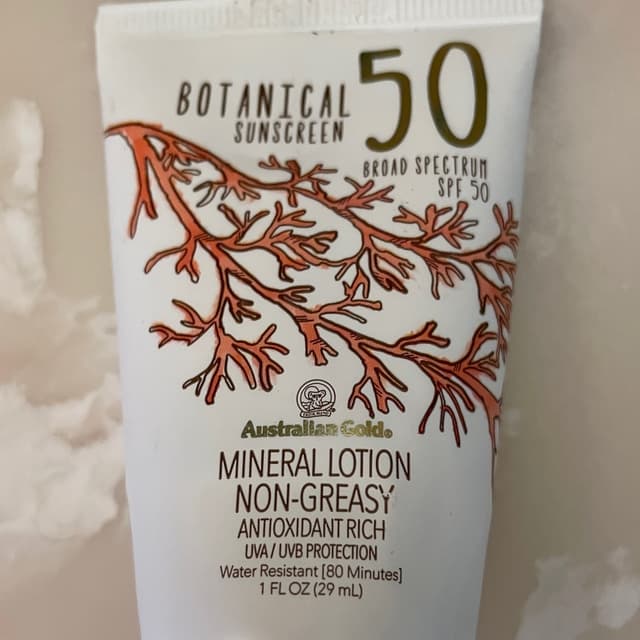 BOTANICAL 50
SUNSCREEN
BROAD SPECTRUM
SPF 50
Australian Gold®
MINERAL LOTION
NON-GREASY
ANTIOXIDANT RICH
UVA / UVB PROTECTION
Water Resistant [80 Minutes]
1 FL OZ (29 mL)